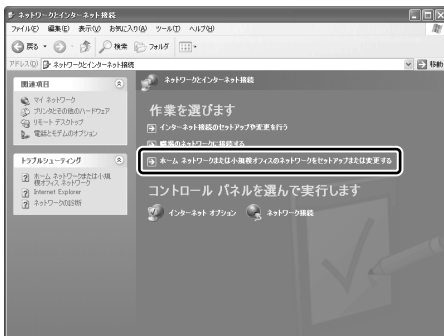 ネットワークとインターネット接続
ファイル(F) 編集(E) 表示(V) お気に入り(A) ツール(T) ヘルプ(H)
戻る 検索 フォルダ
アドレス(D) ネットワークとインターネット接続 移動
関連項目
マイ ネットワーク
プリンタとその他のハードウェア
リモート デスクトップ
電話とモデムのオプション
トラブルシューティング
ホーム ネットワークまたは小規
模オフィス ネットワーク
Internet Explorer
ネットワークの診断
ネットワークとインターネット接続
作業を選びます
インターネット接続のセットアップや変更を行う
職場のネットワークに接続する
ホーム ネットワークまたは小規模オフィスのネットワークをセットアップまたは変更する
コントロール パネルを選んで実行します
インターネット オプション ネットワーク接続